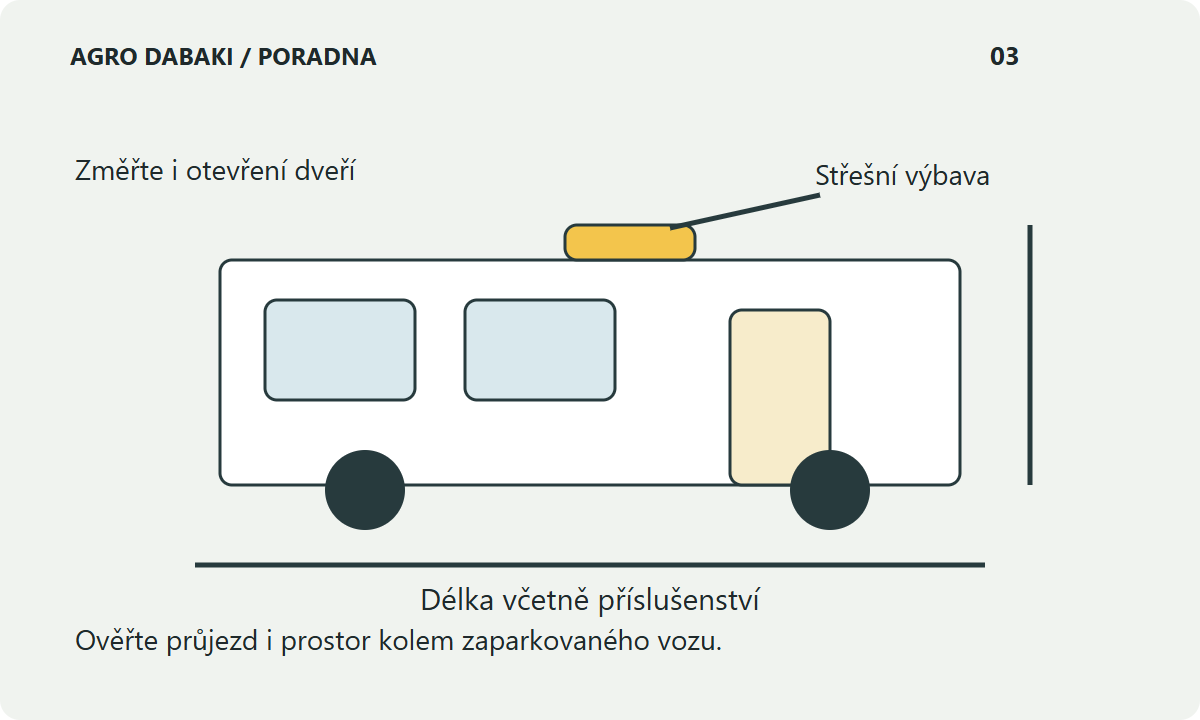 AGRO DABAKI / PORADNA
03
Změřte i otevření dveří
Střešní výbava
Délka včetně příslušenství
Ověřte průjezd i prostor kolem zaparkovaného vozu.